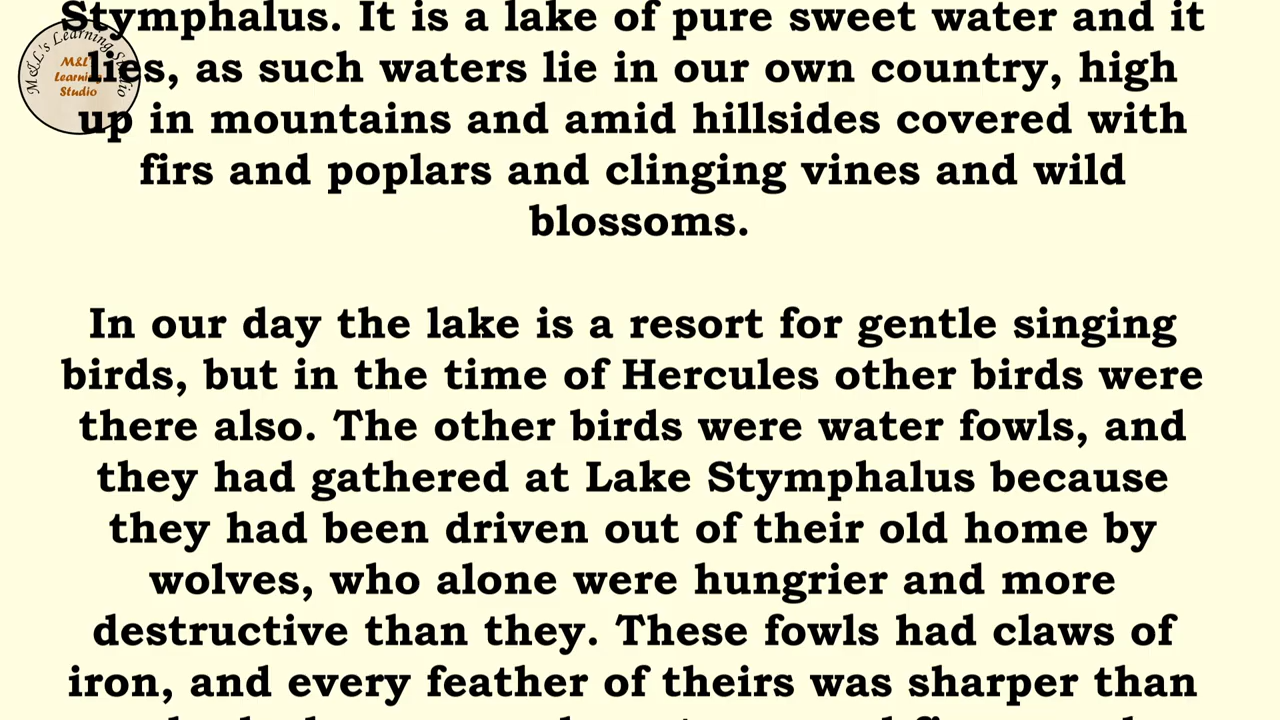 Stymphalus. It is a lake of pure sweet water and it
lies, as such waters lie in our own country, high
up in mountains and amid hillsides covered with
firs and poplars and clinging vines and wild
blossoms.
In our day the lake is a resort for gentle singing
birds, but in the time of Hercules other birds were
there also. The other birds were water fowls, and
they had gathered at Lake Stymphalus because
they had been driven out of their old home by
wolves, who alone were hungrier and more
destructive than they. These fowls had claws of
iron, and every feather of theirs was sharper than
M&L's Learning Studio
M&L
Learning
Studio